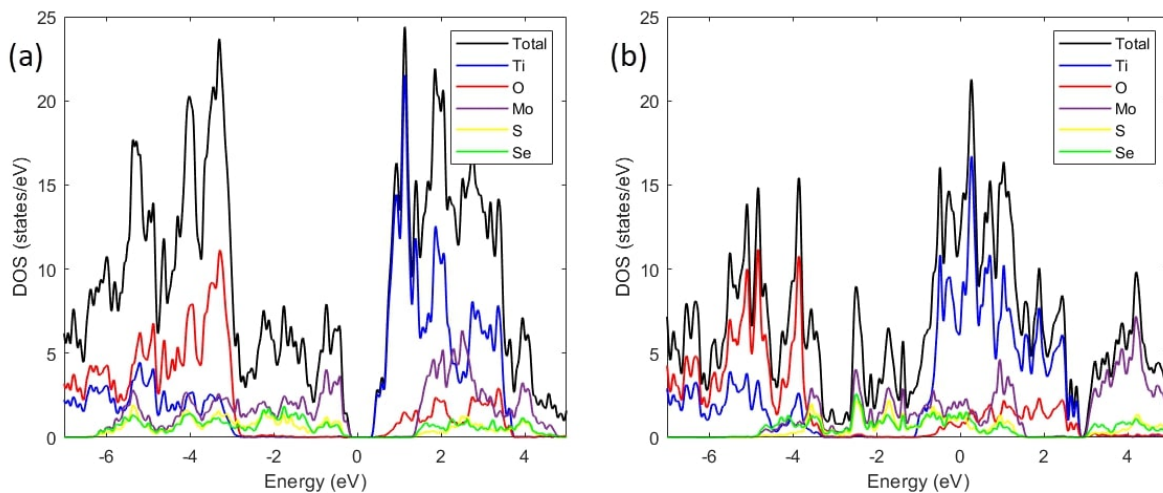 (a)
25
20
15
10
5
0
DOS (states/eV)
-6
-4
-2
0
2
4
Energy (eV)
Total
Ti
O
Mo
S
Se
(b)
25
20
15
10
5
0
DOS (states/eV)
-6
-4
-2
0
2
4
Energy (eV)
Total
Ti
O
Mo
S
Se